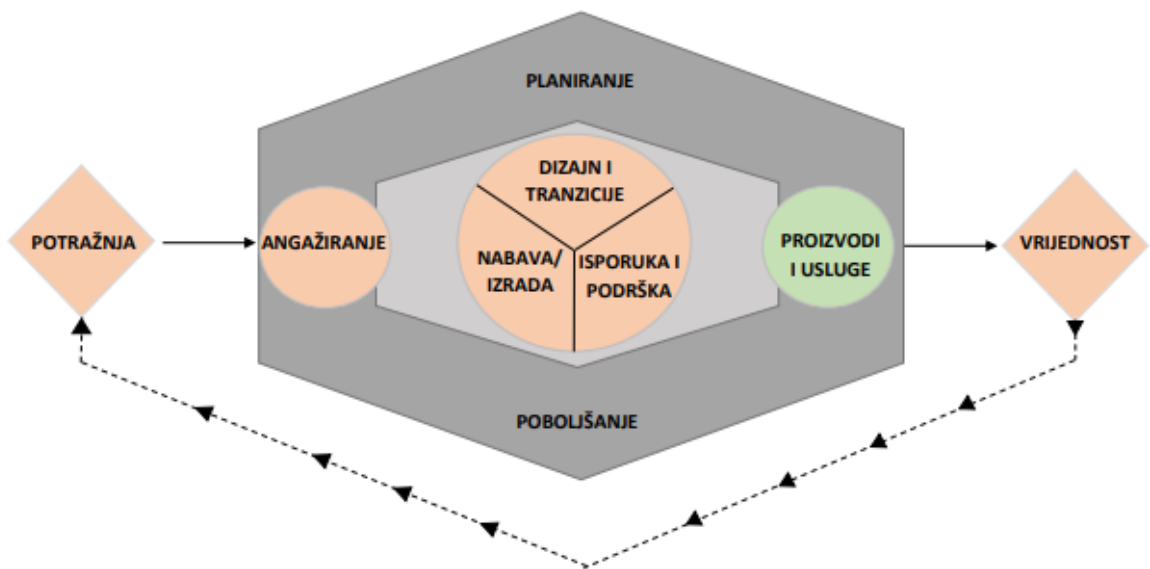 PLANIRANJE
DIZAJN I
TRANZICIJE
POTRAŽNJA
ANGAŽIRANJE
NABAVA/
IZRADA
ISPORUKA I
PODRŠKA
PROIZVODI
I USLUGE
VRIJEDNOST
POBOLJŠANJE